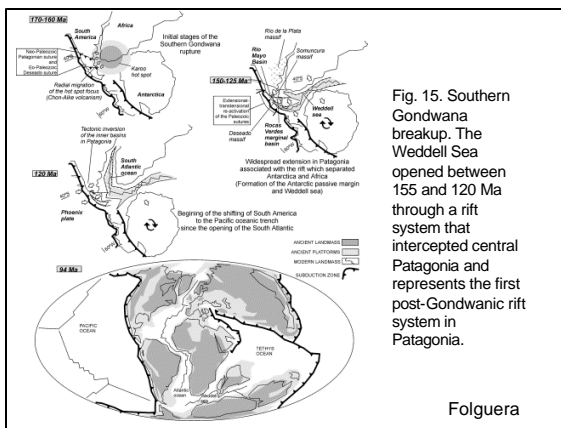 170-160 Ma
South
America
Africa
Neo-Paleozoic
Patagonian suture
and
Eo-Paleozoic
Deseado suture
Karoo
hot spot
Antarctica
Radial migration
of the hot spot focus
(Chon-Aike volcanism)
Initial stages of the
Southern Gondwana
rupture
Río de la Plata
massif
Rio
Mayo
Basin
Somuncura
massif
150-125 Ma
Extensional-
transtensional
re-activation
of the Paleozoic
sutures
Deseado
massif
Rocas
Verdes
marginal
basin
Weddell
sea
Widespread extension in Patagonia
associated with the rift which separated
Antarctica and Africa
(Formation of the Antarctic passive margin
and Weddell sea)
Tectonic inversion
of the inner basins
in Patagonia
South
Atlantic
ocean
120 Ma
Phoenix
plate
Begining of the shifting of South America
to the Pacific oceanic trench
since the opening of the South Atlantic
ANCIENT LANDMASS
ANCIENT PLATFORMS
MODERN LANDMASS
SUBDUCTION ZONE
94 Ma
PACIFIC
OCEAN
TETHYS
OCEAN
Atlantic
ocean
Weddell
sea
Fig. 15. Southern
Gondwana
breakup. The
Weddell Sea
opened between
155 and 120 Ma
through a rift
system that
intercepted central
Patagonia and
represents the first
post-Gondwanic rift
system in
Patagonia.
Folguera